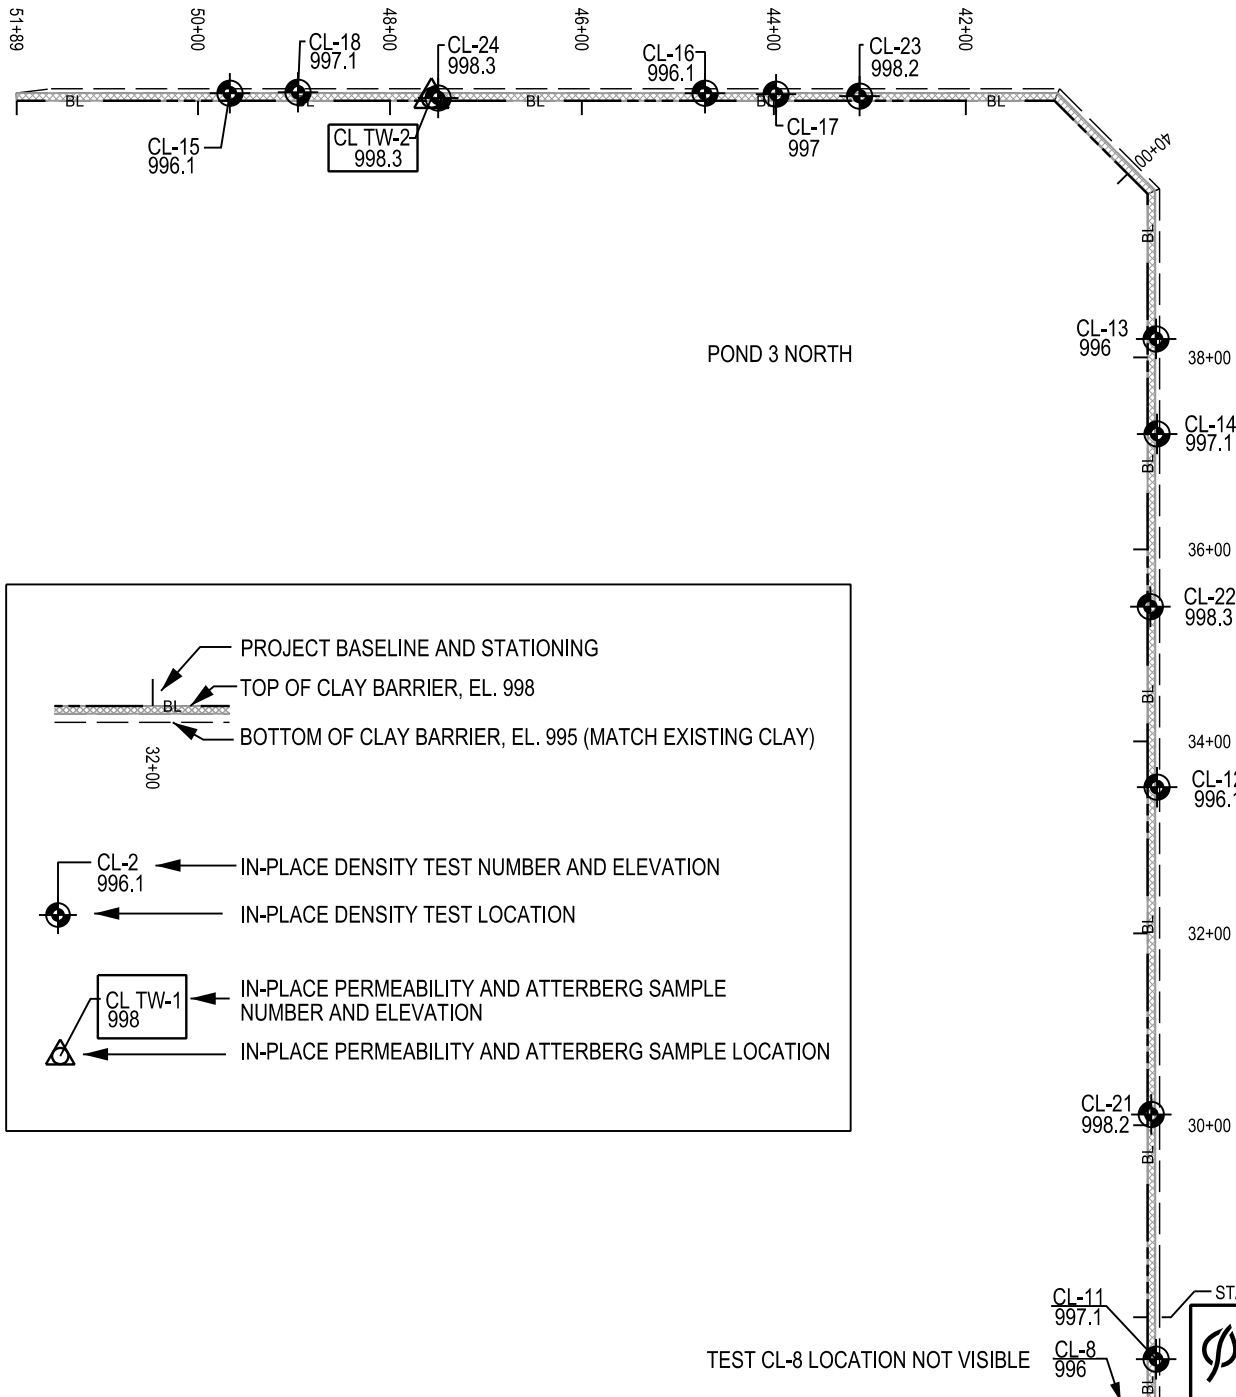 51+89
50+00
48+00
46+00
44+00
42+00
CL-18
997.1
CL-24
998.3
CL-16
996.1
CL-23
998.2
BL
BL
BL
BL
BL
CL-15
996.1
CL TW-2
998.3
CL-17
997
40+00
BL
POND 3 NORTH
CL-13
996
38+00
CL-14
997.1
BL
36+00
CL-22
998.3
PROJECT BASELINE AND STATIONING
TOP OF CLAY BARRIER, EL. 998
BL
BOTTOM OF CLAY BARRIER, EL. 995 (MATCH EXISTING CLAY)
32+00
BL
34+00
CL-12
996.1
CL-2
996.1
IN-PLACE DENSITY TEST NUMBER AND ELEVATION
IN-PLACE DENSITY TEST LOCATION
BL
32+00
CL TW-1
998
IN-PLACE PERMEABILITY AND ATTERBERG SAMPLE
NUMBER AND ELEVATION
IN-PLACE PERMEABILITY AND ATTERBERG SAMPLE LOCATION
CL-21
998.2
30+00
BL
CL-11
997.1
TEST CL-8 LOCATION NOT VISIBLE
CL-8
996
BL